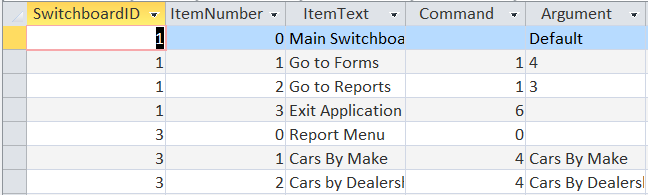 SwitchboardID ItemNumber ItemText Command Argument
1 0 Main Switchboa Default
1 1 Go to Forms 1 4
1 2 Go to Reports 1 3
1 3 Exit Application 6
3 0 Report Menu 0
3 1 Cars By Make 4 Cars By Make
3 2 Cars by Dealersl 4 Cars By Dealersl